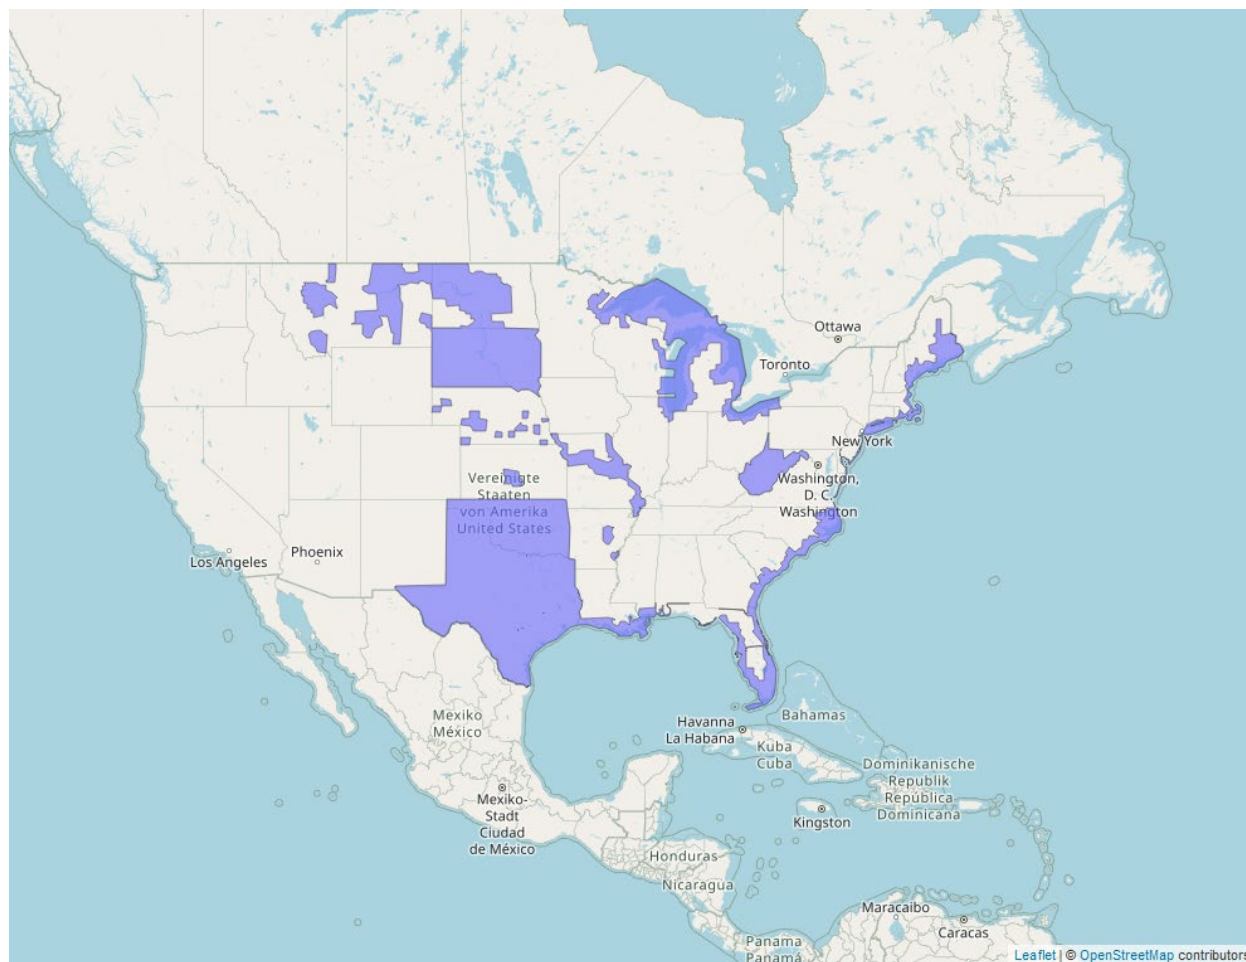 Ottawa
Toronto
New York
Washington,
D. C.
Washington
Vereinigte
Staaten
von Amerika
United States
Los Angeles
Phoenix
Mexiko
México
Havanna
La Habana
Bahamas
Kuba
Cuba
Dominikanische
Republik
República
Dominicana
Mexiko-
Stadt
Ciudad
de México
Kingston
Honduras
Nicaragua
Maracaibo
Caracas
Panama
Panamá
Leaflet | © OpenStreetMap contributors